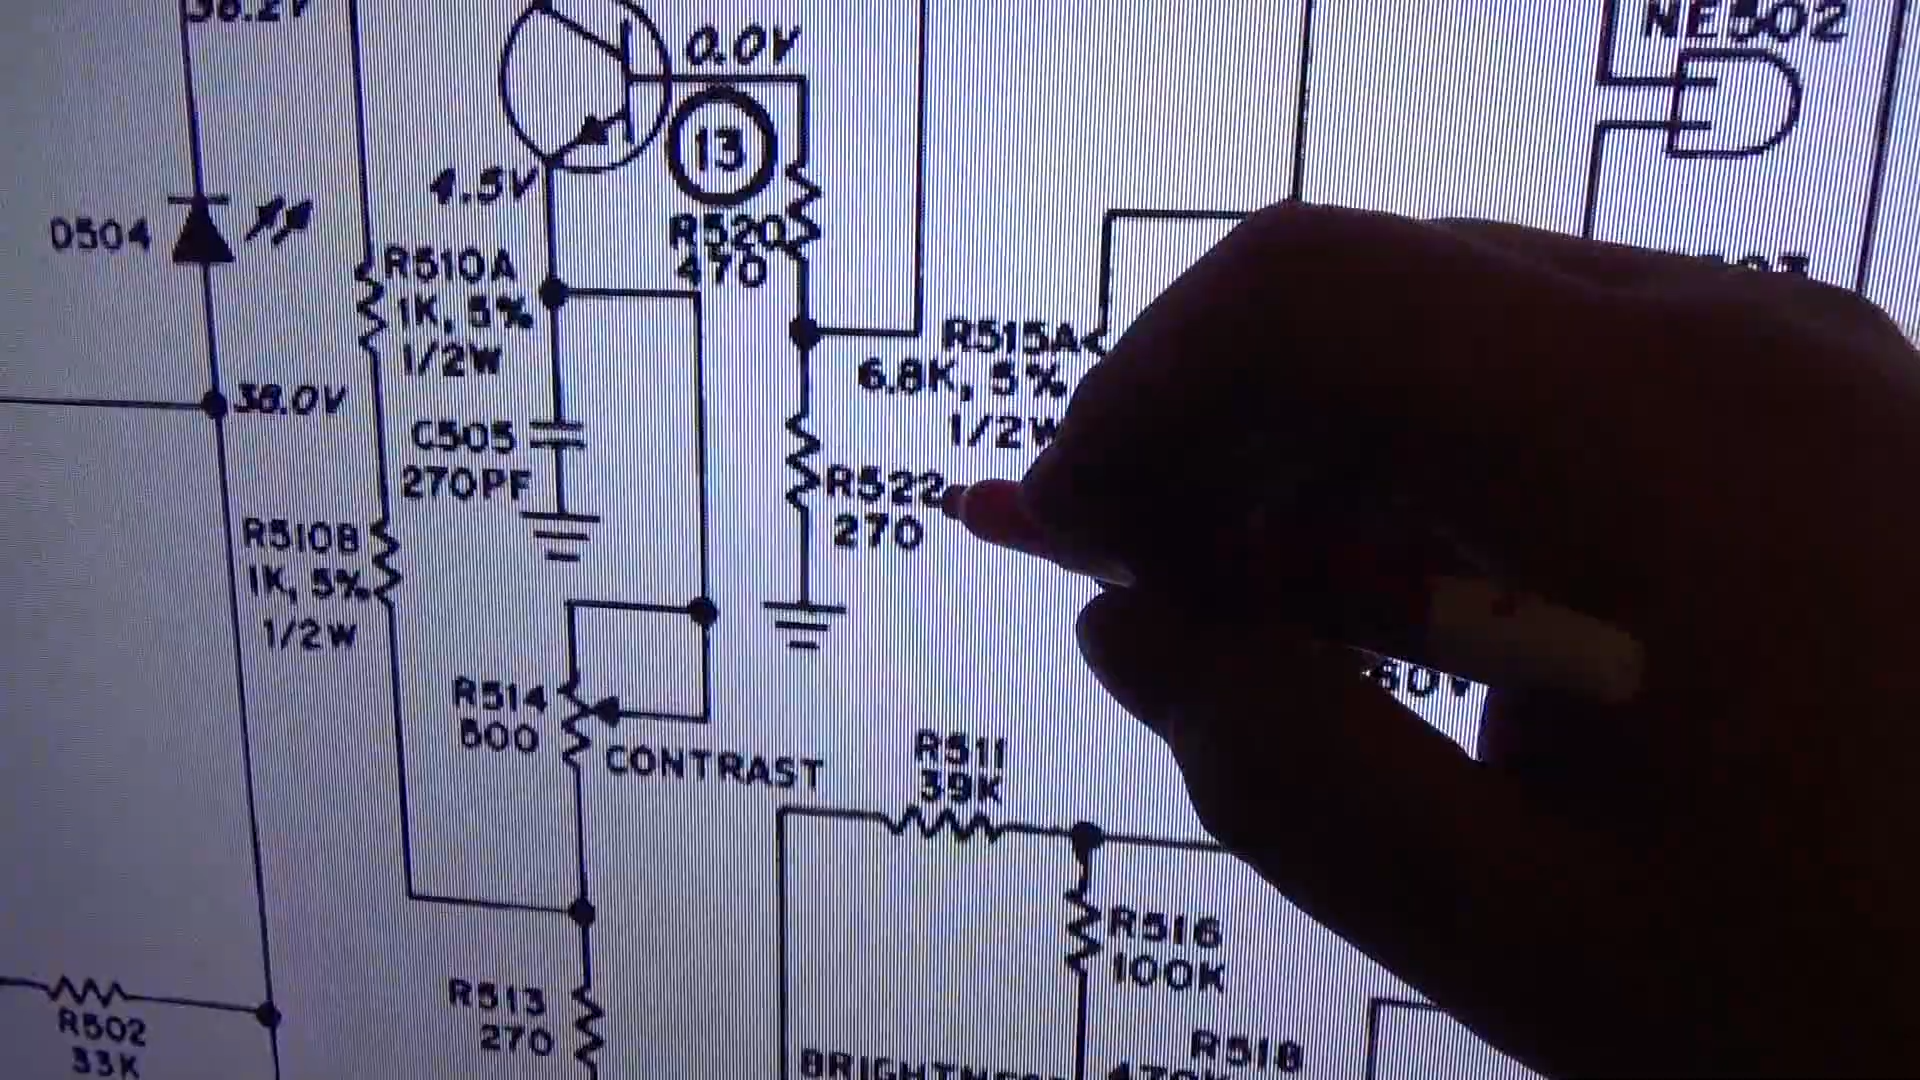 38.2V
0.0V
NE502
13
4.5V
D504
R520
470
R510A
1K, 5%
1/2W
R515A
6.8K, 5%
1/2W
38.0V
C505
270PF
R522
270
R510B
1K, 5%
1/2W
R514
500
CONTRAST
R511
39K
R516
100K
R513
270
R502
33K
R518